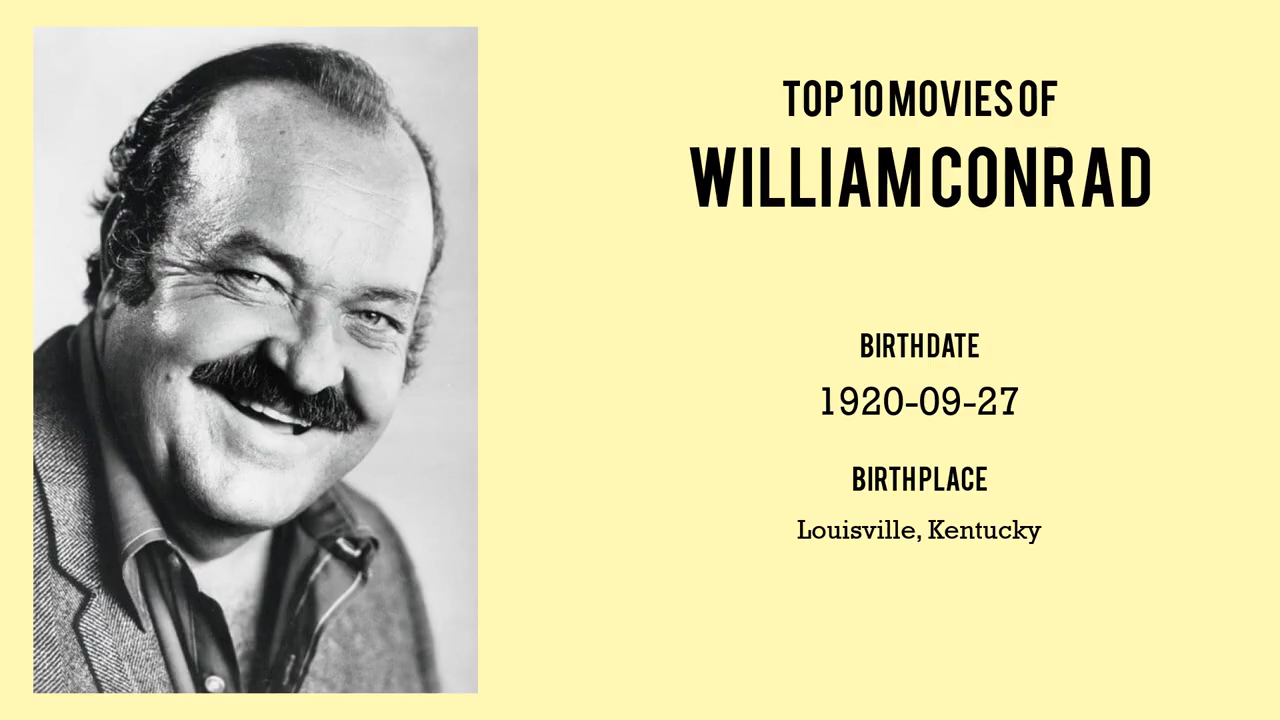 TOP 10 MOVIES OF
WILLIAM CONRAD
BIRTHDATE
1920-09-27
BIRTHPLACE
Louisville, Kentucky